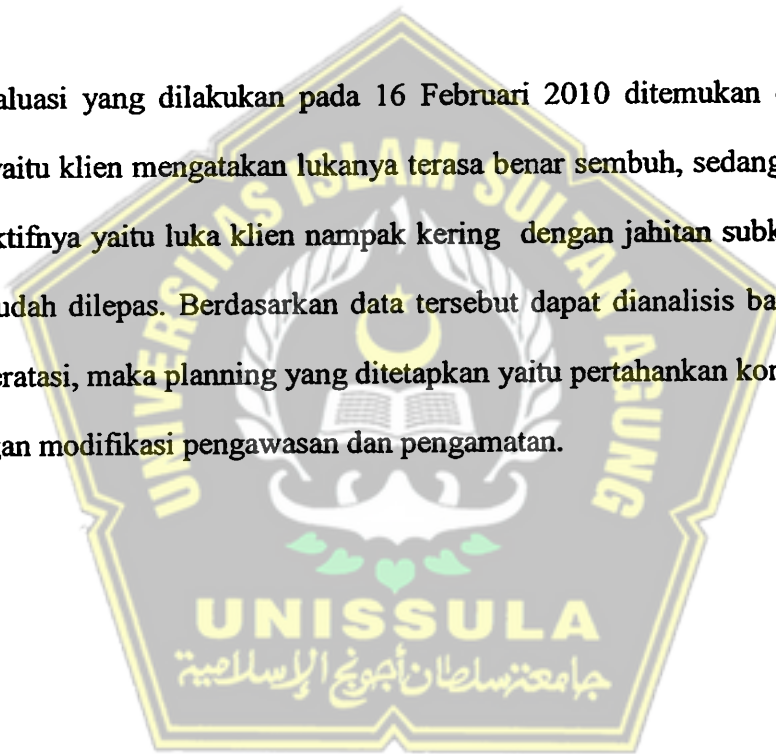 aluasi yang dilakukan pada 16 Februari 2010 ditemukan
yaitu klien mengatakan lukanya terasa benar sembuh, sedang
ktifnya yaitu luka klien nampak kering dengan jahitan subk
udah dilepas. Berdasarkan data tersebut dapat dianalisis ba
eratasi, maka planning yang ditetapkan yaitu pertahankan kon
gan modifikasi pengawasan dan pengamatan.
UNIVERSITAS ISLAM SULTAN AGUNG
UNISSULA
جامعة سلطان أجونج الإسلامية